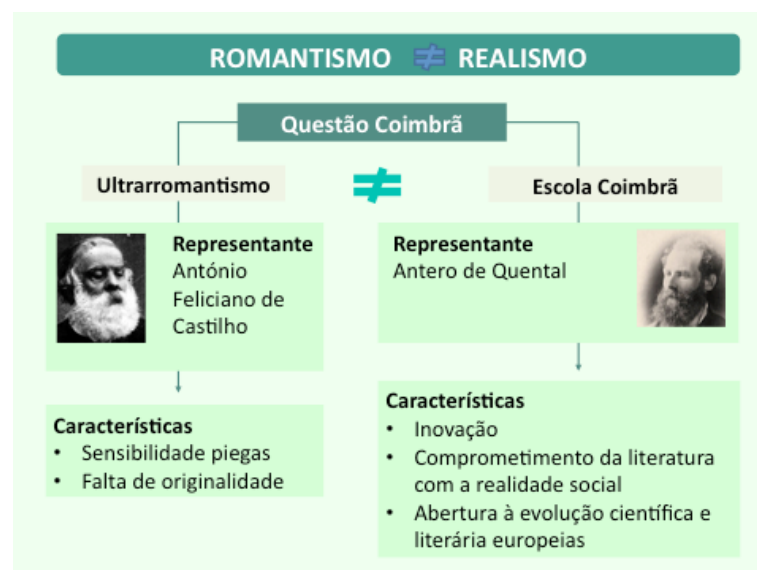 ROMANTISMO ≠ REALISMO
Questão Coimbrã
Ultrarromantismo
≠
Escola Coimbrã
Representante
António
Feliciano de
Castilho
Representante
Antero de Quental
Características
• Sensibilidade piegas
• Falta de originalidade
Características
• Inovação
• Comprometimento da literatura
com a realidade social
• Abertura à evolução científica e
literária europeias